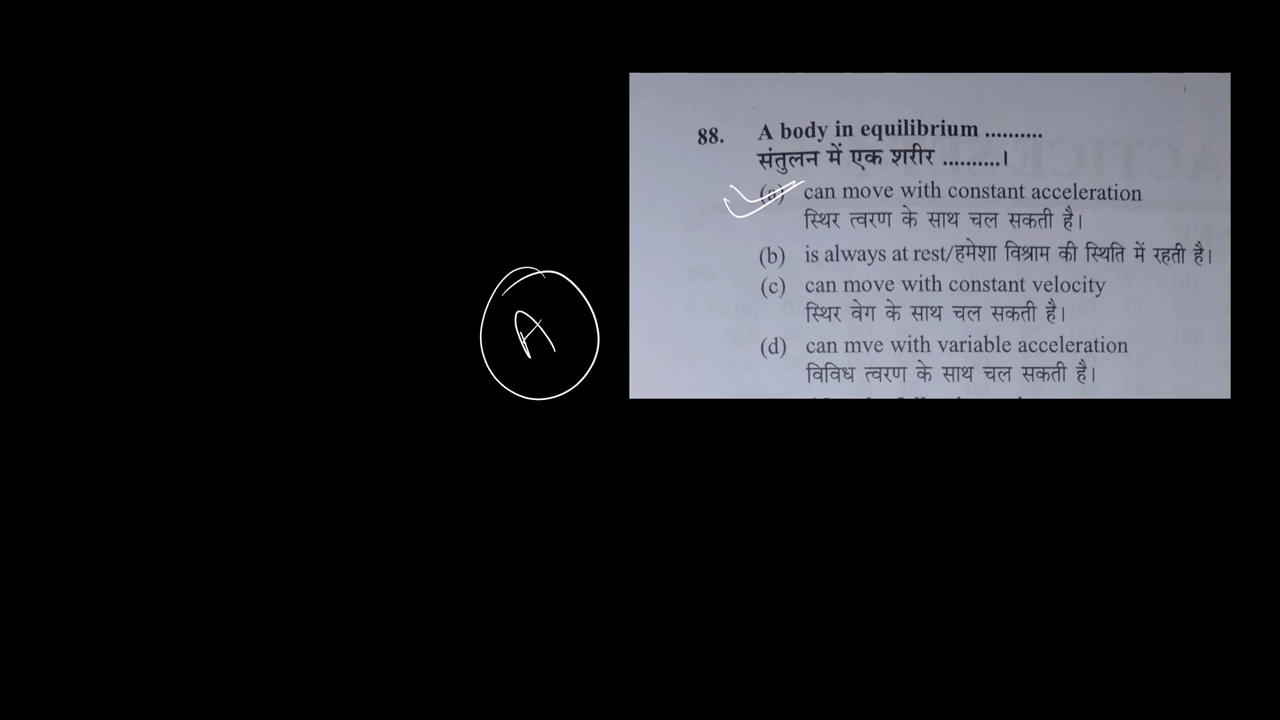 88. A body in equilibrium ..........
संतुलन में एक शरीर ..........।
(a) can move with constant acceleration
स्थिर त्वरण के साथ चल सकती है।
(b) is always at rest/हमेशा विश्राम की स्थिति में रहती है।
(c) can move with constant velocity
स्थिर वेग के साथ चल सकती है।
A
(d) can mve with variable acceleration
विविध त्वरण के साथ चल सकती है।